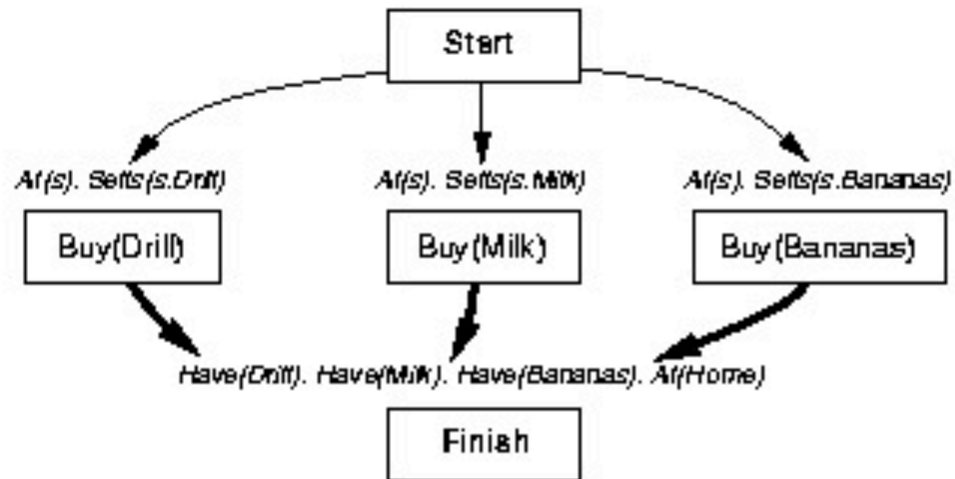 Start
At(s). Sells(s.Drill) At(s). Sells(s.Milk) At(s). Sells(s.Bananas)
Buy(Drill) Buy(Milk) Buy(Bananas)
Have(Drill). Have(Milk). Have(Bananas). At(Home)
Finish